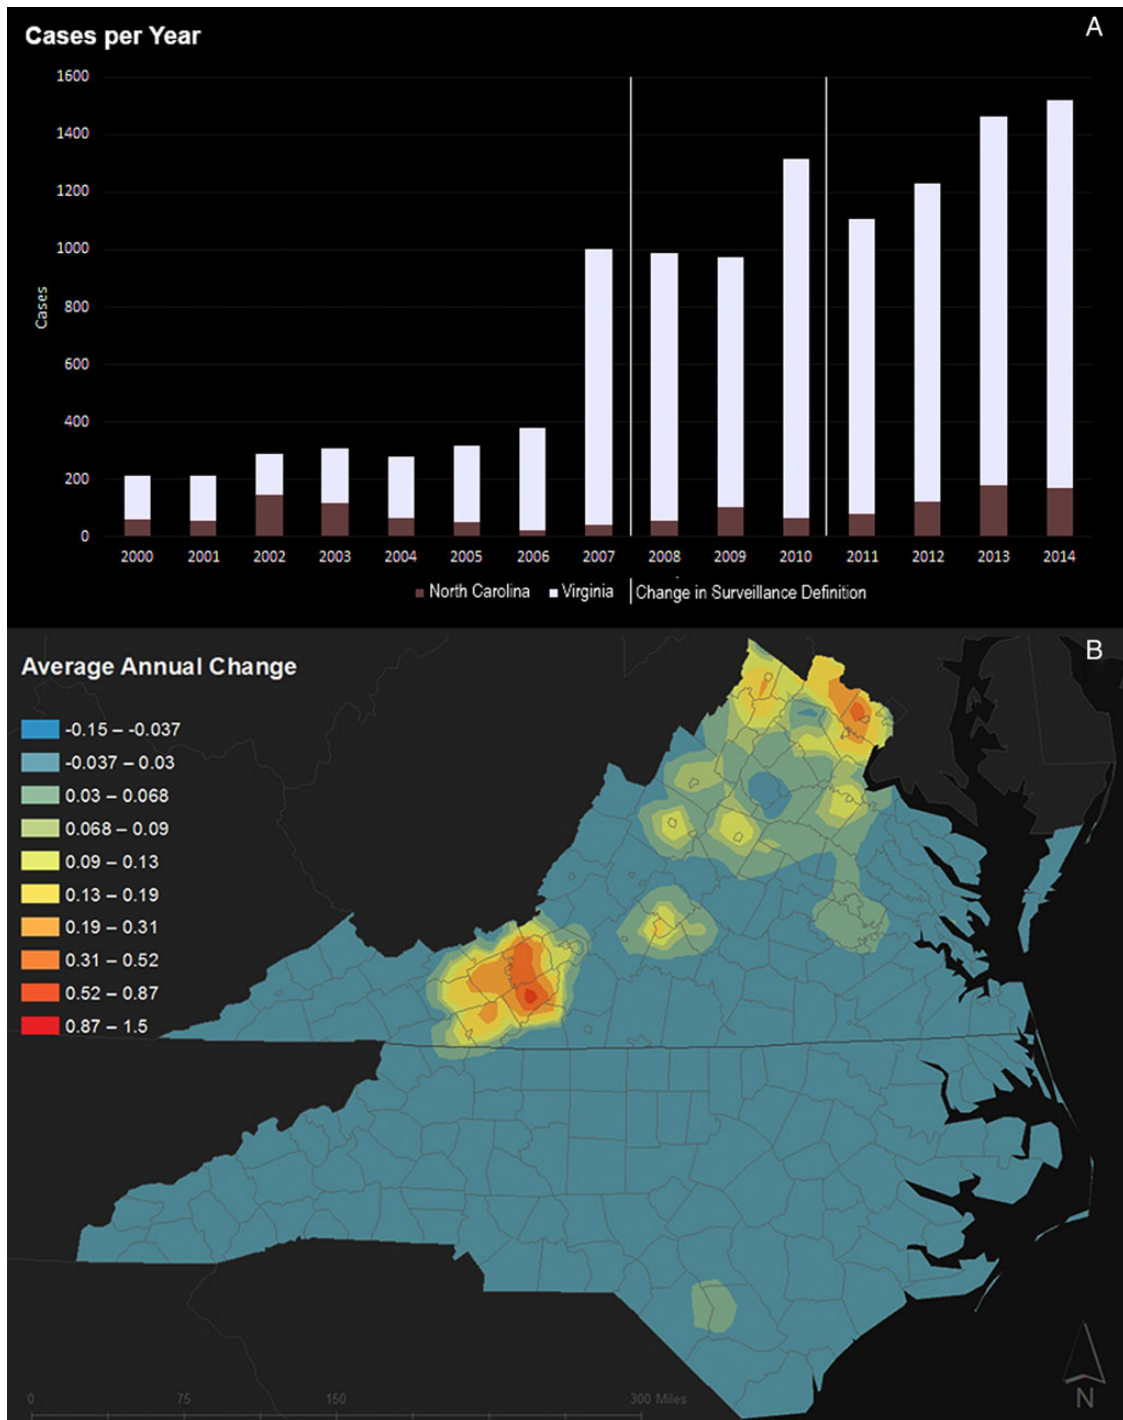 Cases per Year
A
1600
1400
1200
1000
800
600
400
200
0
Cases
2000 2001 2002 2003 2004 2005 2006 2007 2008 2009 2010 2011 2012 2013 2014
North Carolina Virginia Change in Surveillance Definition
B
Average Annual Change
-0.15 – -0.037
-0.037 – 0.03
0.03 – 0.068
0.068 – 0.09
0.09 – 0.13
0.13 – 0.19
0.19 – 0.31
0.31 – 0.52
0.52 – 0.87
0.87 – 1.5
0 75 150 300 Miles
N